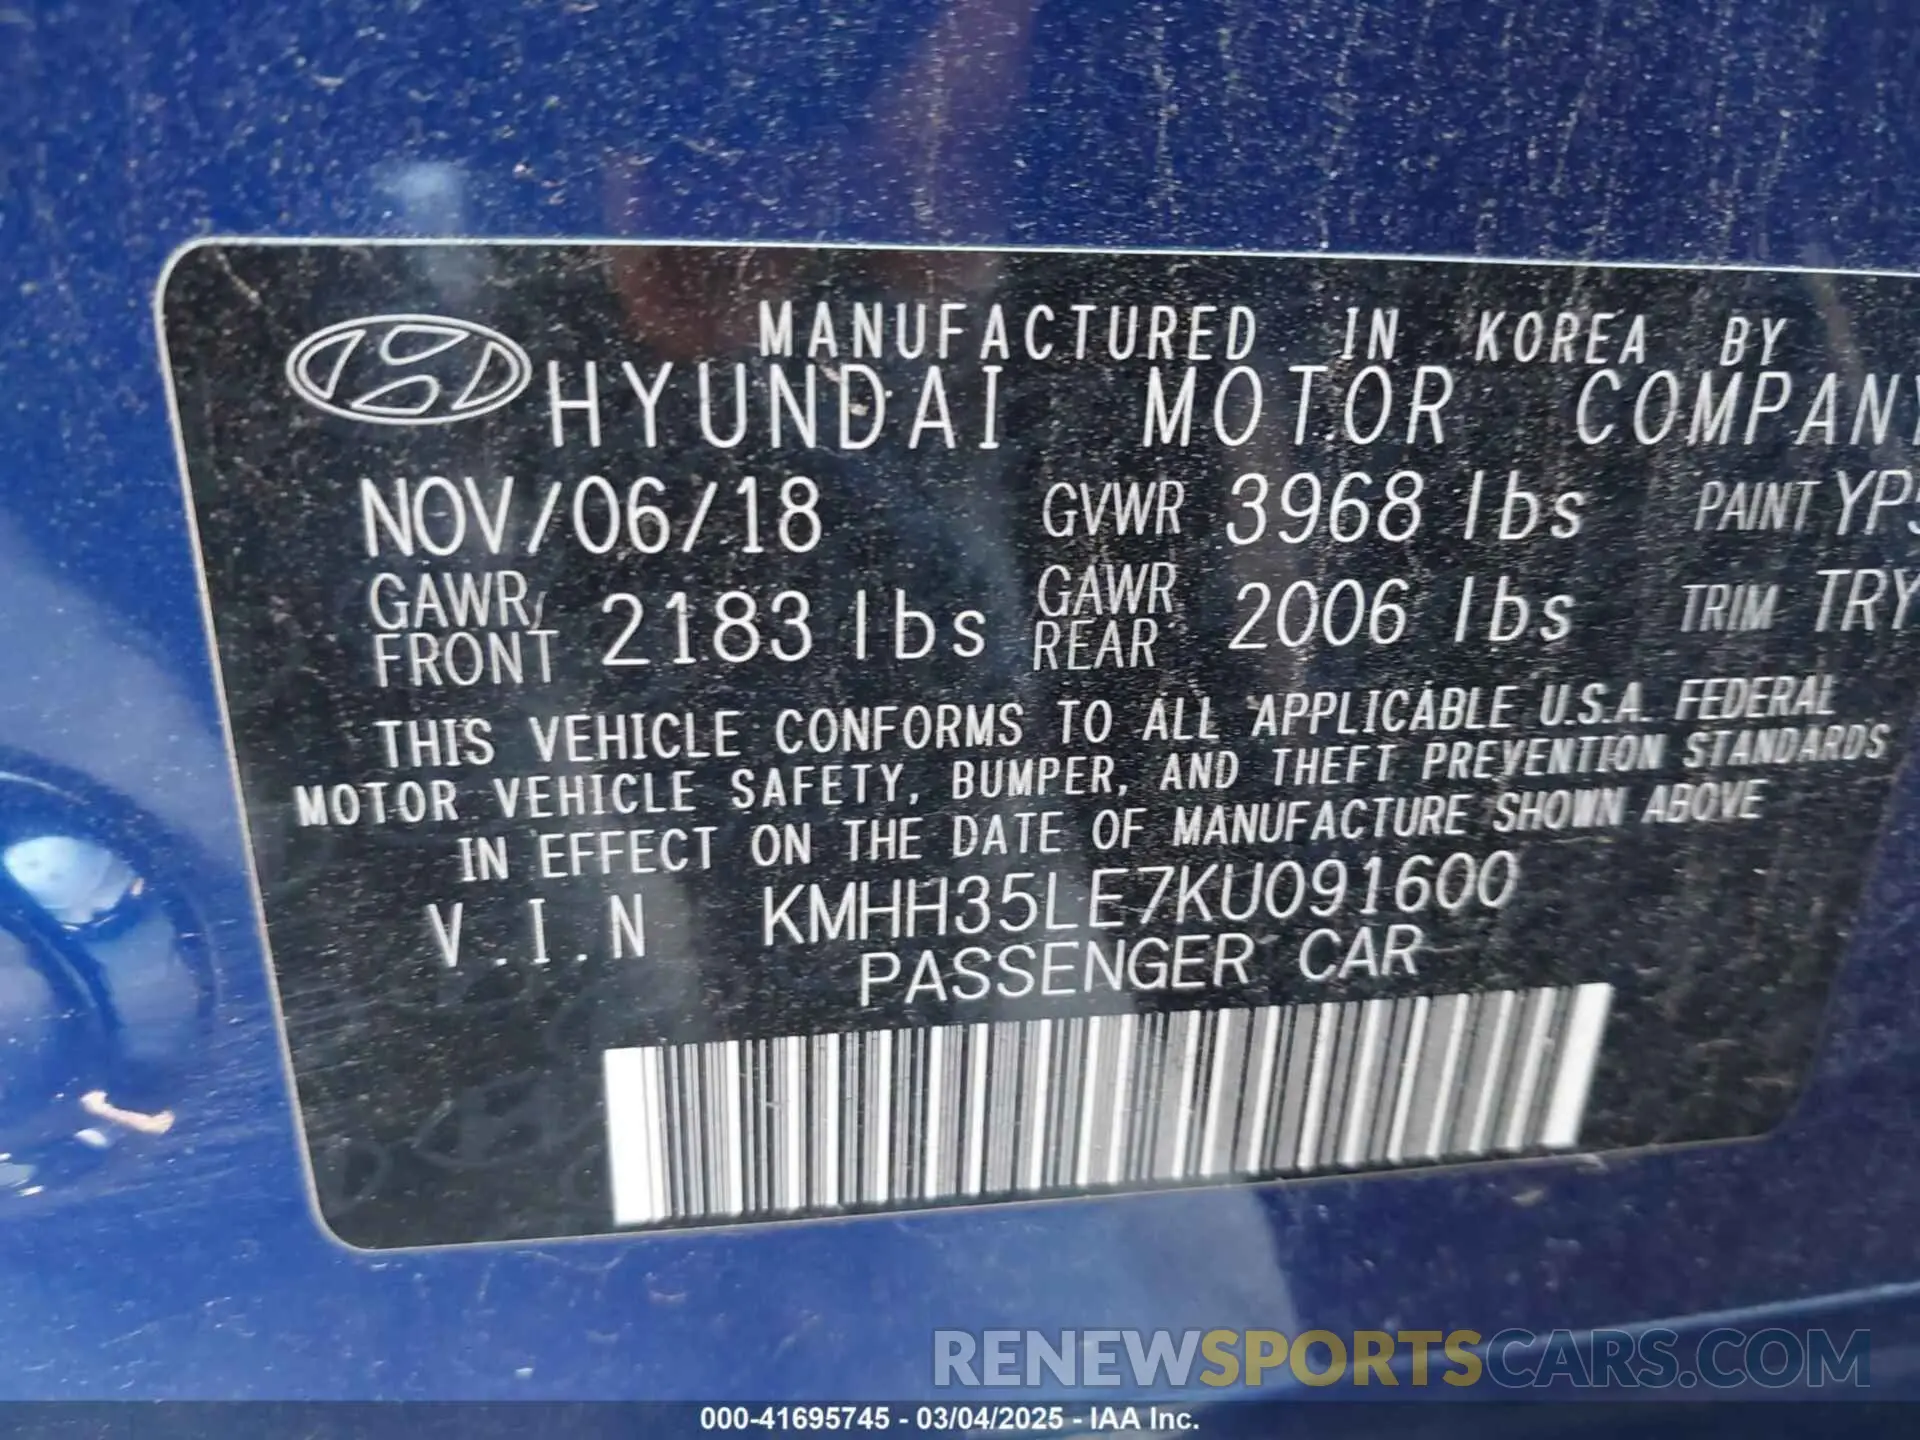 MANUFACTURED IN KOREA BY
HYUNDAI MOTOR COMPANY
NOV/06/18 GVWR 3968 lbs PAINT YP5
GAWR FRONT 2183 lbs GAWR REAR 2006 lbs TRIM TRY
THIS VEHICLE CONFORMS TO ALL APPLICABLE U.S.A. FEDERAL
MOTOR VEHICLE SAFETY, BUMPER, AND THEFT PREVENTION STANDARDS
IN EFFECT ON THE DATE OF MANUFACTURE SHOWN ABOVE
V.I.N KMHH35LE7KU091600
PASSENGER CAR
RENEWSPORTSCARS.COM
000-41695745 - 03/04/2025 - IAA Inc.